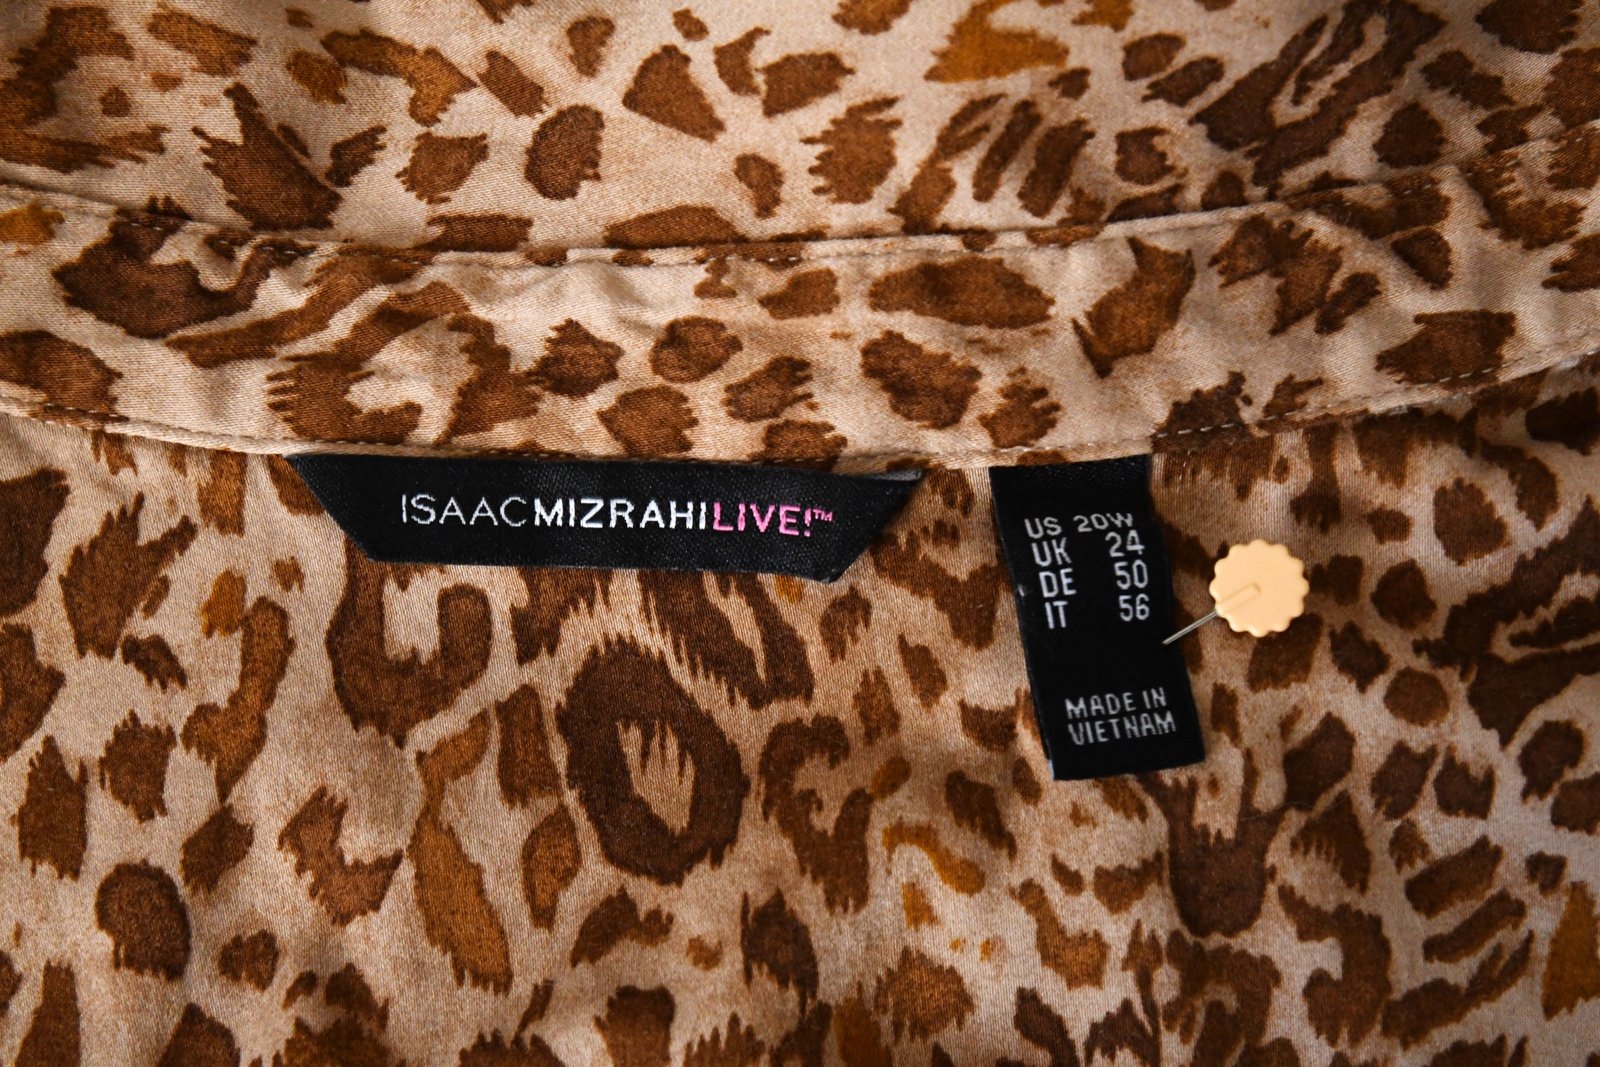 ISAACMIZRAHILIVE!™
US 20W
UK 24
DE 50
IT 56
MADE IN
VIETNAM